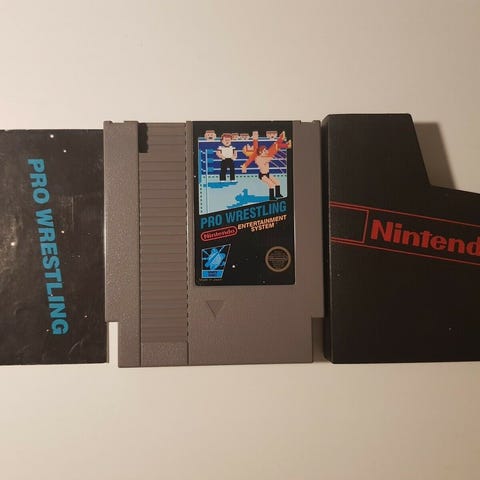 PRO WRESTLING
PRO WRESTLING
Nintendo
ENTERTAINMENT
SYSTEM
Nintend